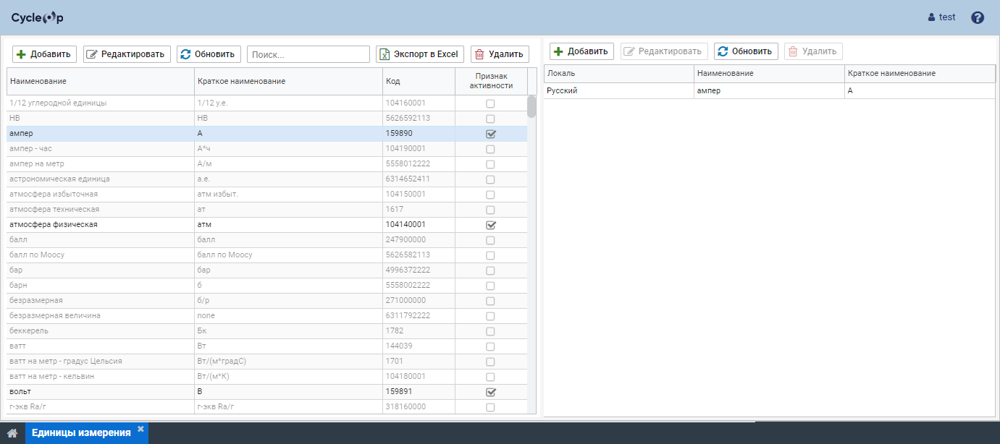 CycleOp
test
Добавить Редактировать Обновить Поиск... Экспорт в Excel Удалить
Наименование Краткое наименование Код Признак активности
1/12 углеродной единицы 1/12 у.е. 104160001
HB HB 5626592113
ампер А 159890
ампер - час А*ч 104190001
ампер на метр А/м 5558012222
астрономическая единица а.е. 6314652411
атмосфера избыточная атм избыт. 104150001
атмосфера техническая ат 1617
атмосфера физическая атм 104140001
балл балл 247900000
балл по Моосу балл по Моосу 5626582113
бар бар 4996372222
барн б 5558002222
безразмерная б/р 271000000
безразмерная величина none 6311792222
беккерель Бк 1782
ватт Вт 144039
ватт на метр - градус Цельсия Вт/(м*градС) 1701
ватт на метр - кельвин Вт/(м*К) 104180001
вольт В 159891
г-экв Ra/г г-экв Ra/г 318160000
Добавить Редактировать Обновить Удалить
Локаль Наименование Краткое наименование
Русский ампер А
Единицы измерения